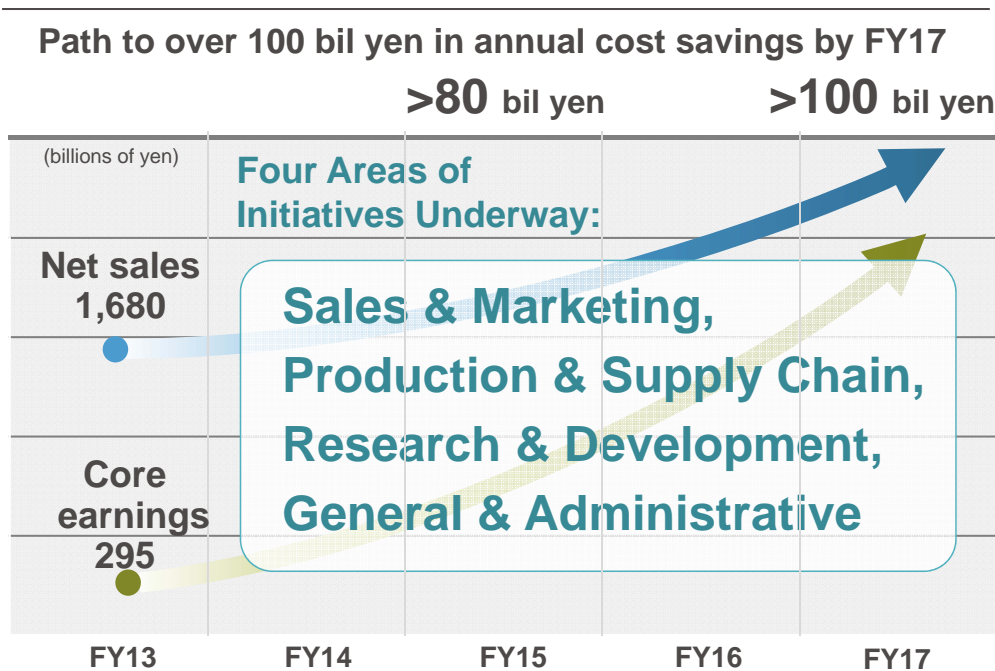 Path to over 100 bil yen in annual cost savings by FY17
>80 bil yen >100 bil yen
(billions of yen)
Four Areas of
Initiatives Underway:
Net sales
1,680
Sales & Marketing,
Production & Supply Chain,
Research & Development,
General & Administrative
Core
earnings
295
FY13 FY14 FY15 FY16 FY17